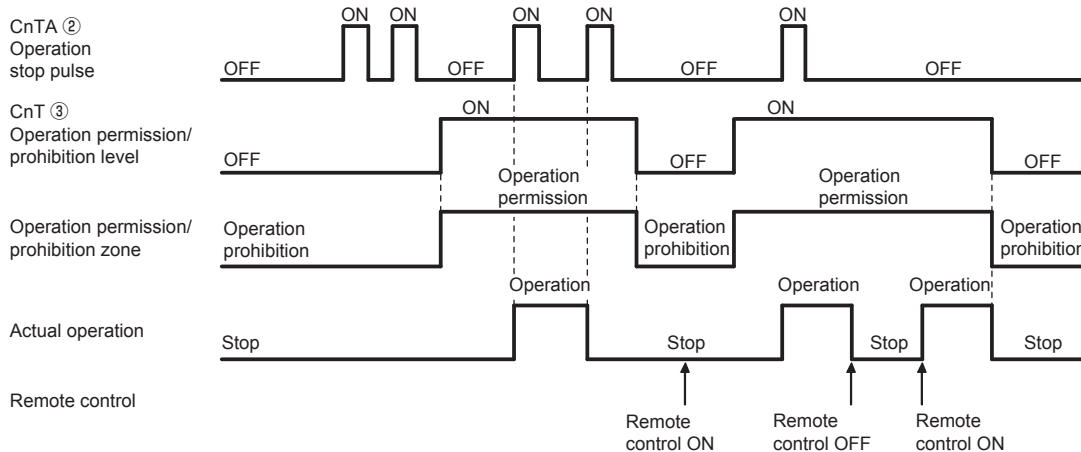 ON ON ON ON ON
CnTA ②
Operation
stop pulse
OFF OFF OFF OFF
CnT ③
Operation permission/
prohibition level
ON ON
OFF OFF OFF
Operation permission/
prohibition zone
Operation
permission
Operation
permission
Operation
prohibition
Operation
prohibition
Operation
prohibition
Actual operation
Operation Operation Operation
Stop Stop Stop Stop
Remote control
Remote
control ON
Remote
control OFF
Remote
control ON